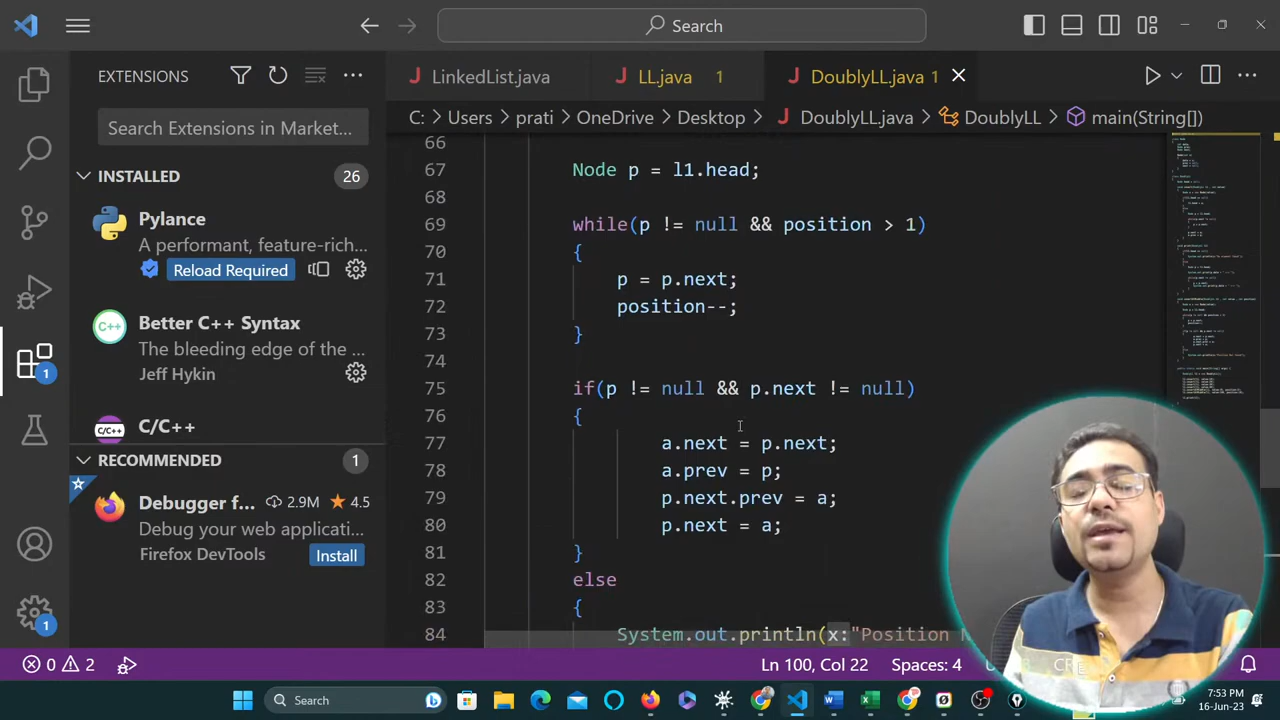 Search
EXTENSIONS
LinkedList.java
LL.java 1
DoublyLL.java 1
Search Extensions in Market...
C: > Users > prati > OneDrive > Desktop > DoublyLL.java > DoublyLL > main(String[])
INSTALLED 26
Pylance
A performant, feature-rich...
Reload Required
Better C++ Syntax
The bleeding edge of the ...
Jeff Hykin
C/C++
RECOMMENDED 1
Debugger f... 2.9M 4.5
Debug your web applicati...
Firefox DevTools Install
66
67 Node p = l1.head;
68
69 while(p != null && position > 1)
70 {
71 p = p.next;
72 position--;
73 }
74
75 if(p != null && p.next != null)
76 {
77 a.next = p.next;
78 a.prev = p;
79 p.next.prev = a;
80 p.next = a;
81 }
82 else
83 {
84 System.out.println(x:"Position
0 2
Ln 100, Col 22 Spaces: 4
Search
7:53 PM
16-Jun-23